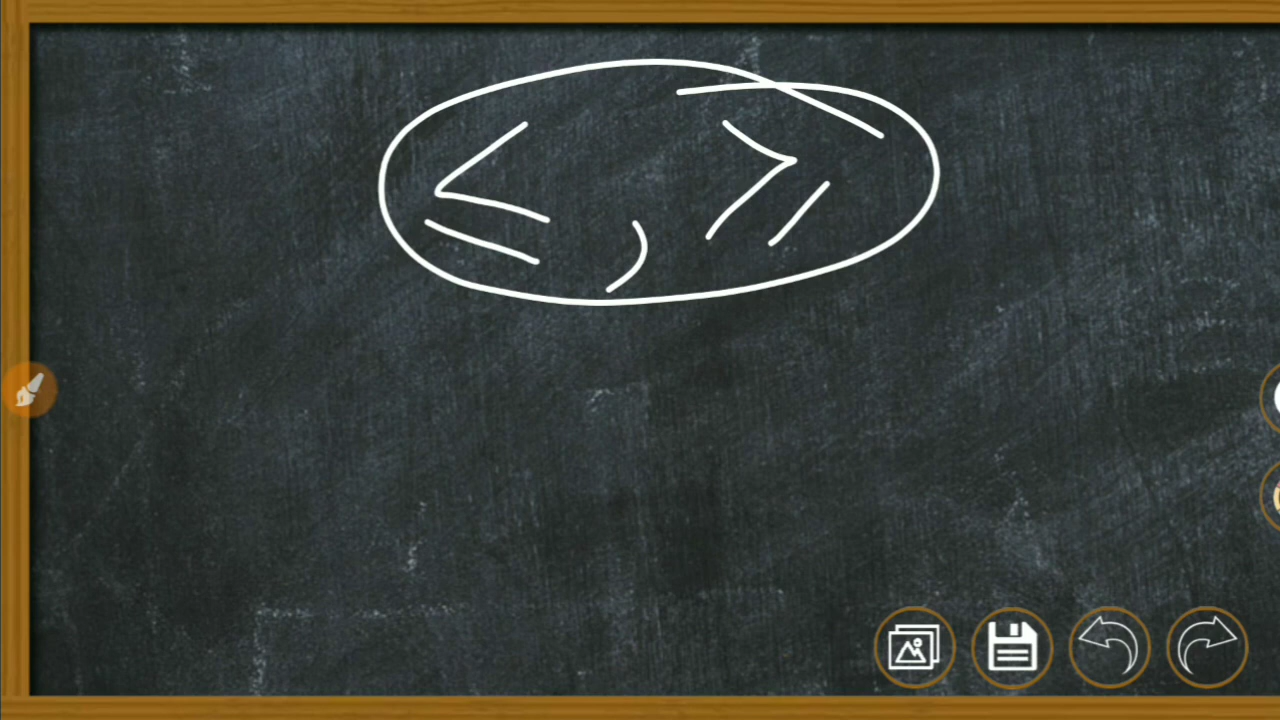 ≤ , ≥